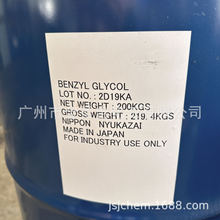 BENZYL GLYCOL
LOT NO. : 2D19KA
NET WEIGHT : 200KGS
GROSS WEIGHT : 219.4KGS
NIPPON NYUKAZAI
MADE IN JAPAN
FOR INDUSTRY USE ONLY
广州市
jsjchem.1688.com